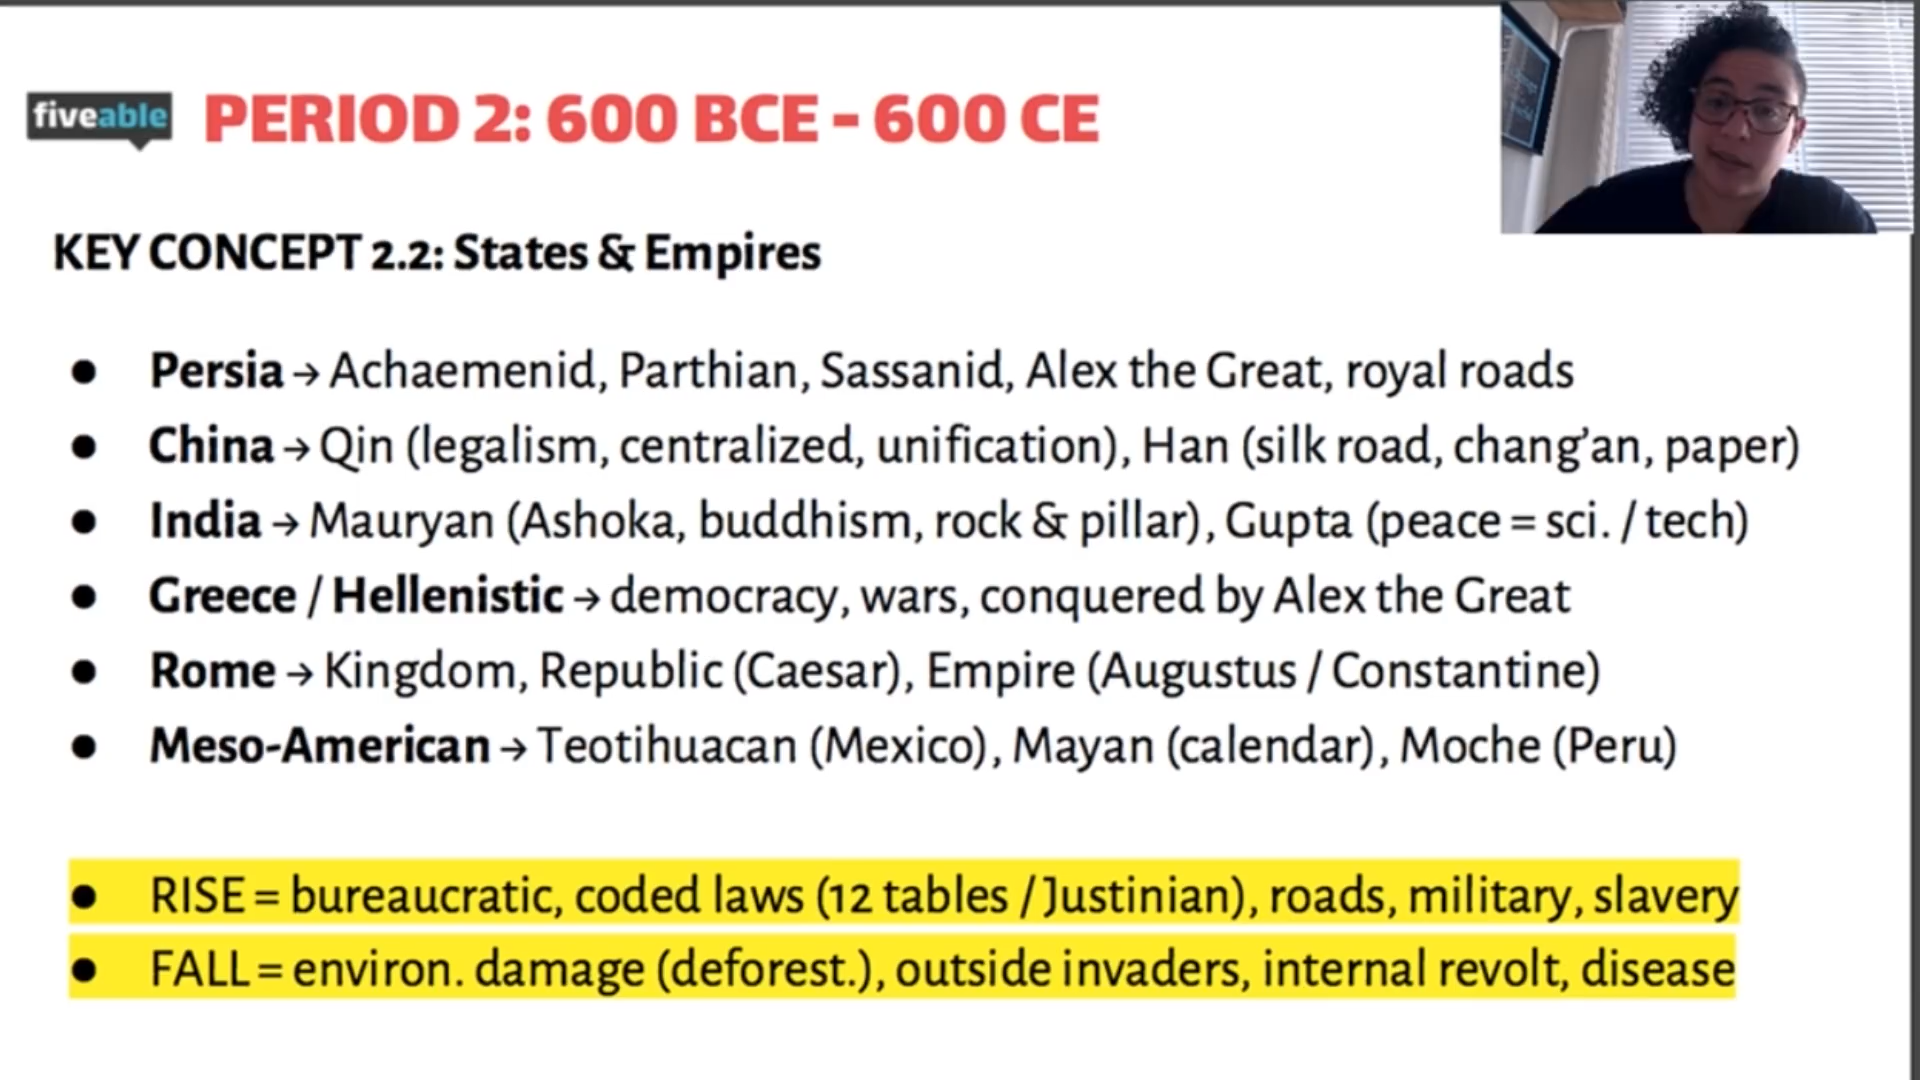 fiveable PERIOD 2: 600 BCE - 600 CE
KEY CONCEPT 2.2: States & Empires
● Persia → Achaemenid, Parthian, Sassanid, Alex the Great, royal roads
● China → Qin (legalism, centralized, unification), Han (silk road, chang'an, paper)
● India → Mauryan (Ashoka, buddhism, rock & pillar), Gupta (peace = sci. / tech)
● Greece / Hellenistic → democracy, wars, conquered by Alex the Great
● Rome → Kingdom, Republic (Caesar), Empire (Augustus / Constantine)
● Meso-American → Teotihuacan (Mexico), Mayan (calendar), Moche (Peru)
● RISE = bureaucratic, coded laws (12 tables / Justinian), roads, military, slavery
● FALL = environ. damage (deforest.), outside invaders, internal revolt, disease